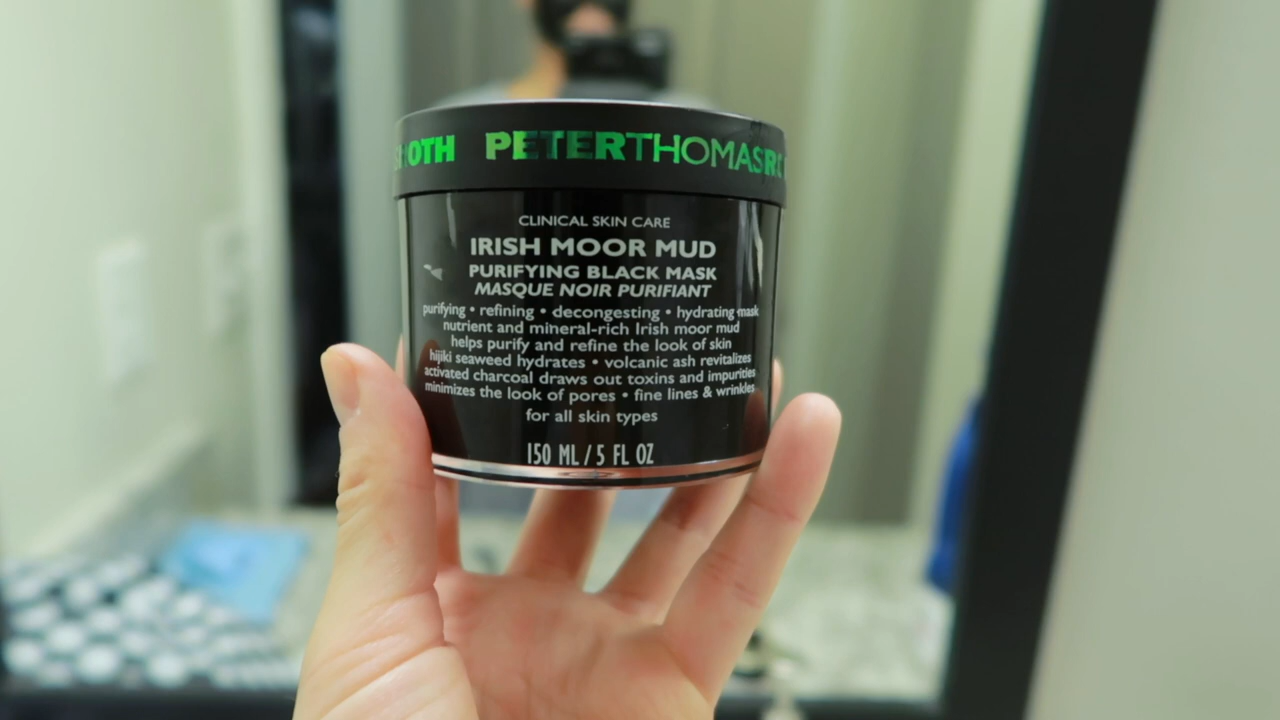 OTH PETERTHOMASRO
CLINICAL SKIN CARE
IRISH MOOR MUD
PURIFYING BLACK MASK
MASQUE NOIR PURIFIANT
purifying • refining • decongesting • hydrating mask
nutrient and mineral-rich Irish moor mud
helps purify and refine the look of skin
hijiki seaweed hydrates • volcanic ash revitalizes
activated charcoal draws out toxins and impurities
minimizes the look of pores • fine lines & wrinkles
for all skin types
150 ML / 5 FL OZ